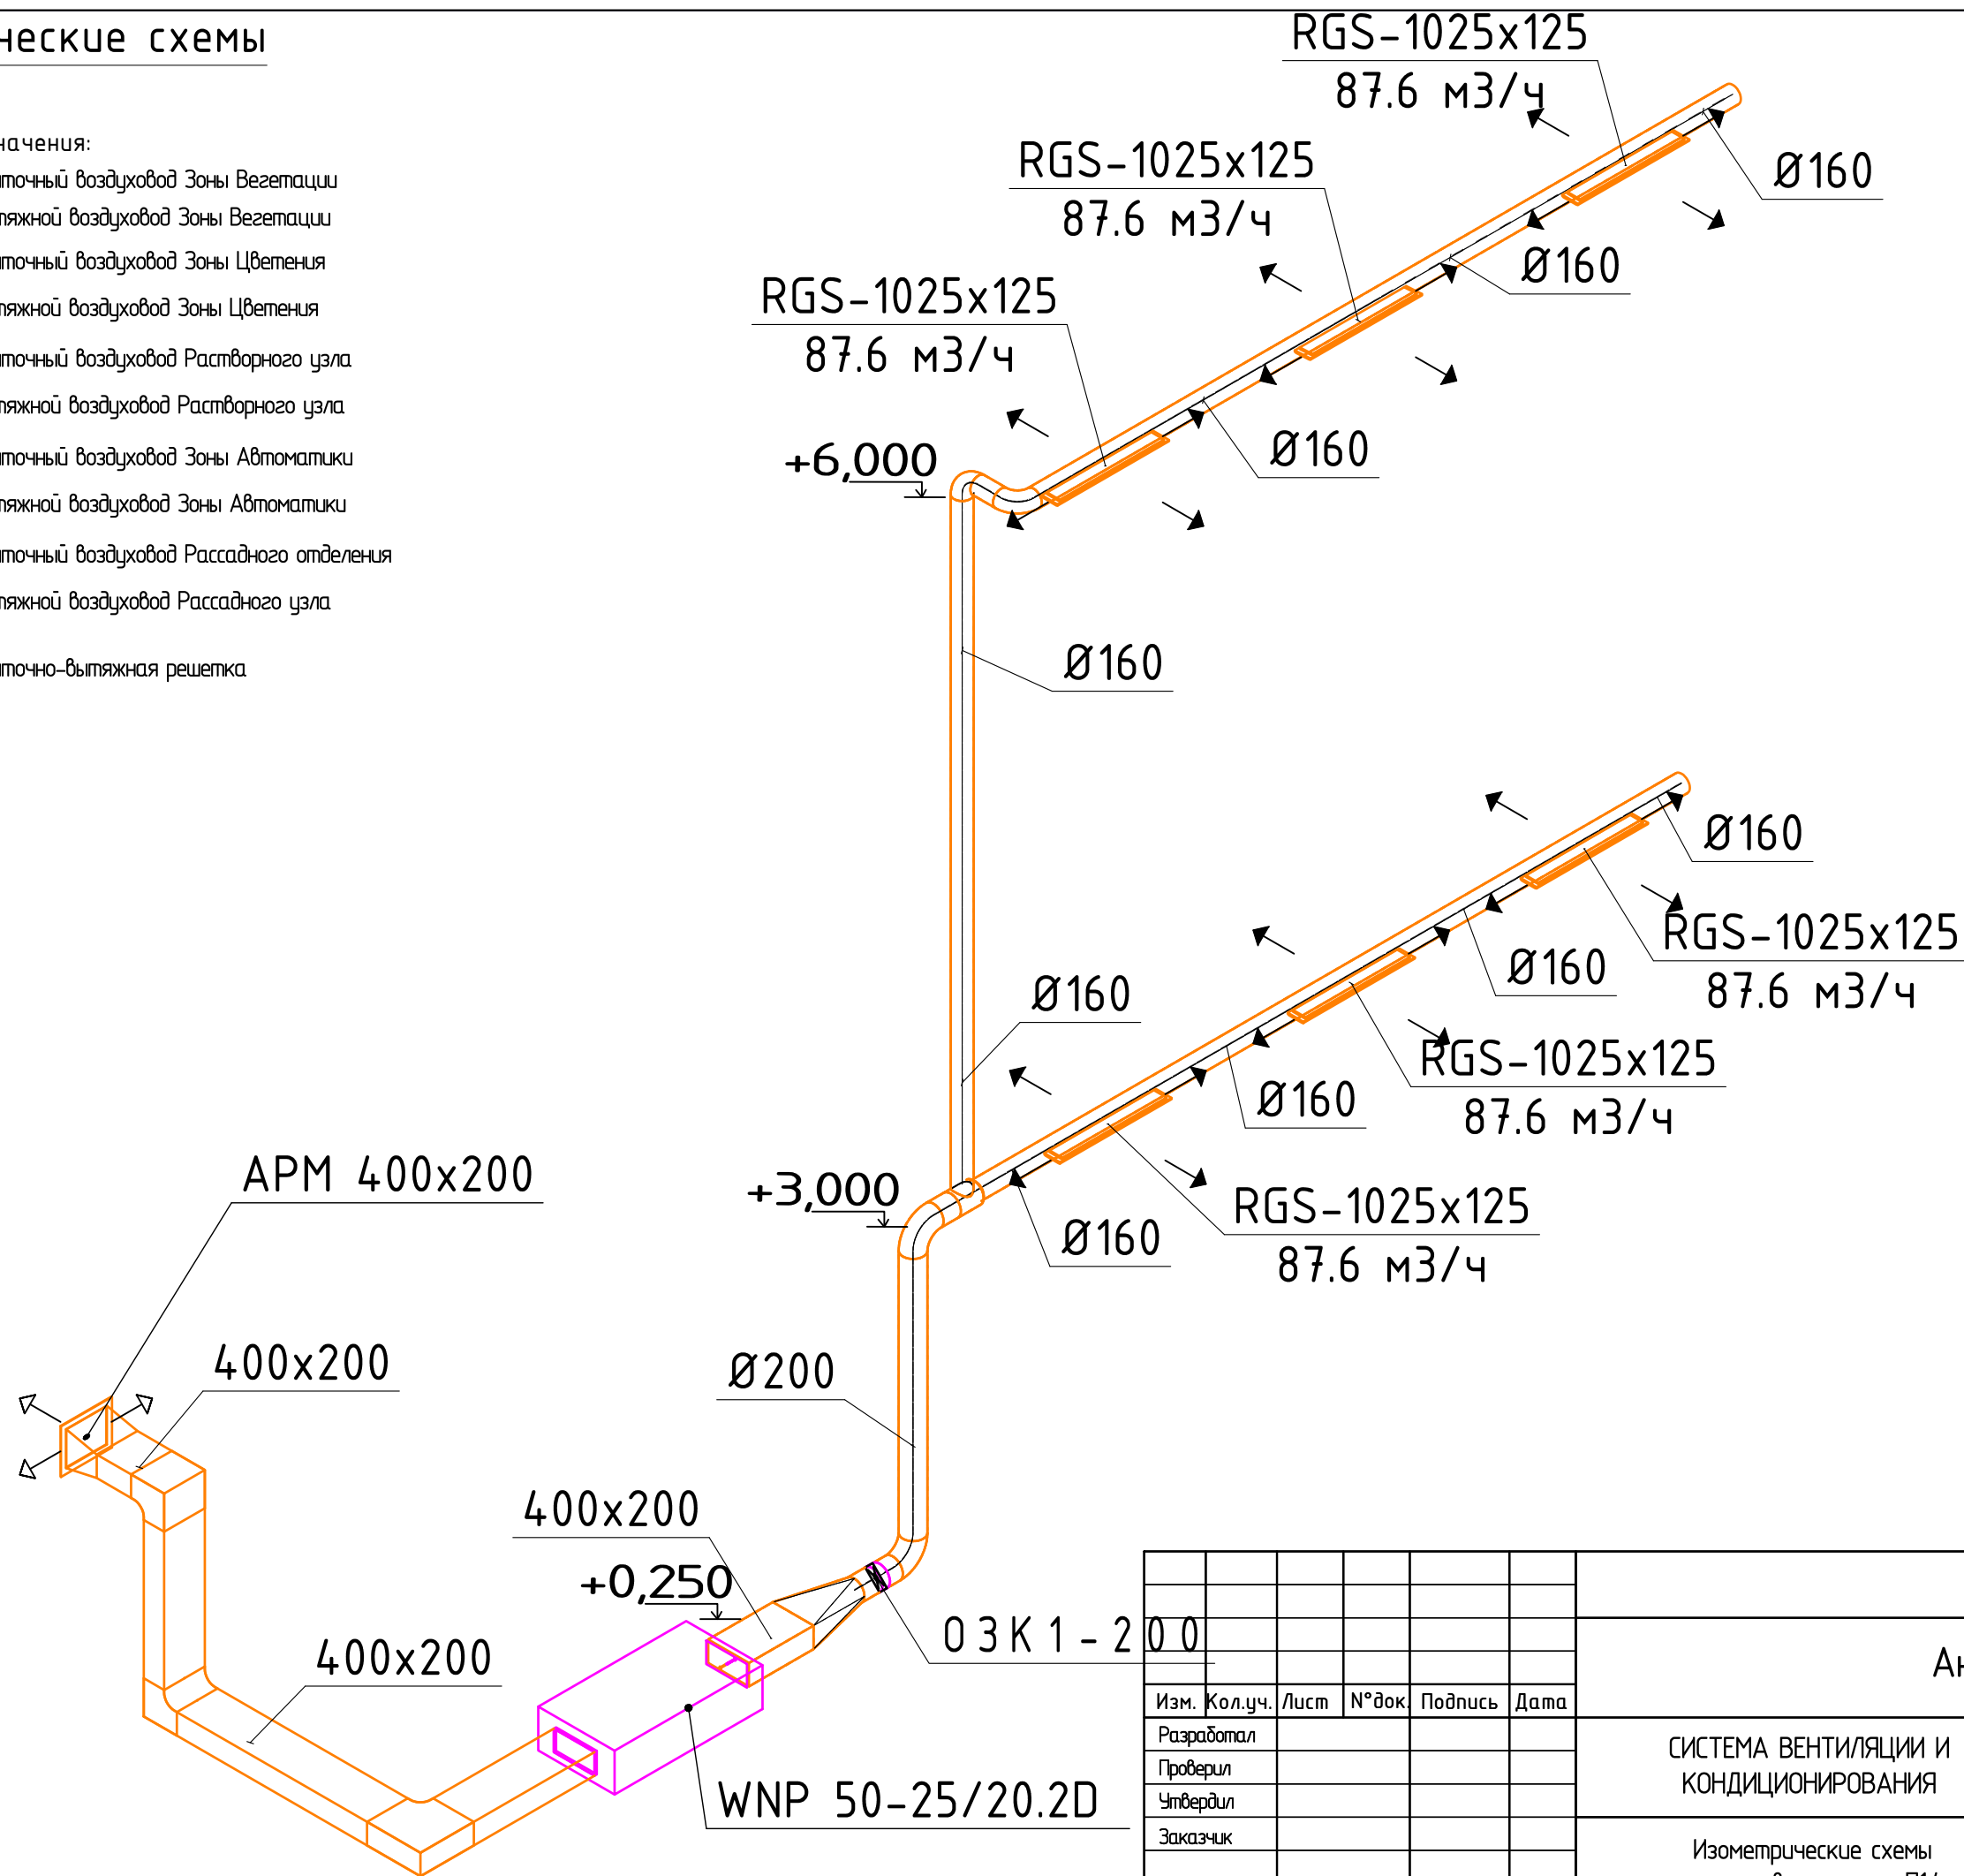 ческие схемы
начения:
точный воздуховод Зоны Вегетации
тяжной воздуховод Зоны Вегетации
точный воздуховод Зоны Цветения
тяжной воздуховод Зоны Цветения
точный воздуховод Растворного узла
тяжной воздуховод Растворного узла
точный воздуховод Зоны Автоматики
тяжной воздуховод Зоны Автоматики
точный воздуховод Рассадного отделения
тяжной воздуховод Рассадного узла
точно-вытяжная решетка
RGS-1025x125
87.6 м3/ч
RGS-1025x125
87.6 м3/ч
RGS-1025x125
87.6 м3/ч
Ø160
Ø160
Ø160
+6,000
Ø160
Ø160
Ø160
RGS-1025x125
87.6 м3/ч
Ø160
RGS-1025x125
87.6 м3/ч
Ø160
RGS-1025x125
87.6 м3/ч
Ø160
+3,000
АРМ 400x200
400x200
Ø200
400x200
+0,250
ОЗК1-200
400x200
WNP 50-25/20.2D
Изм. Кол.уч. Лист N°док. Подпись Дата
Разработал
Проверил
Утвердил
Заказчик
Ан
СИСТЕМА ВЕНТИЛЯЦИИ И
КОНДИЦИОНИРОВАНИЯ
Изометрические схемы